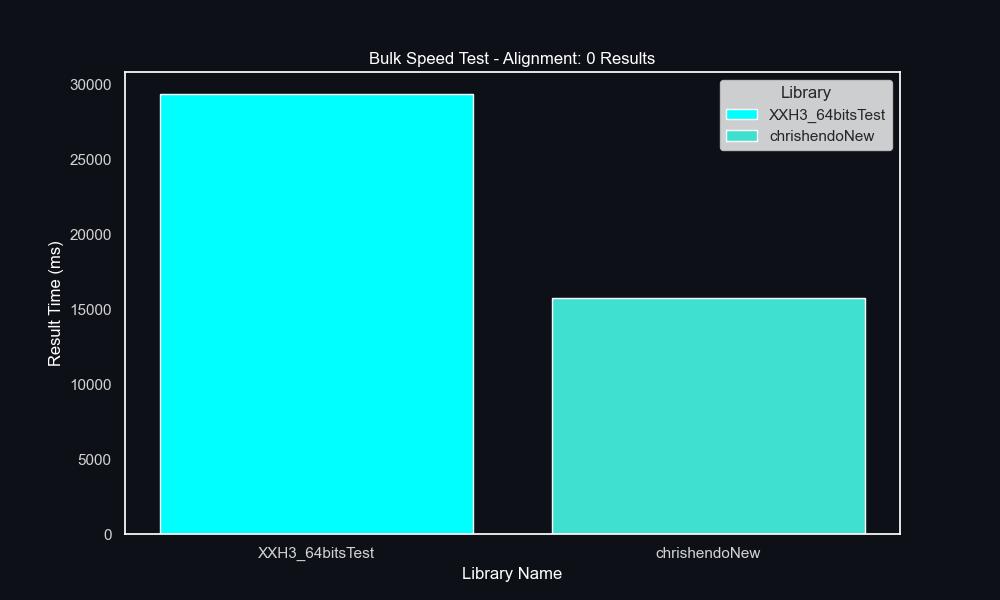 Bulk Speed Test - Alignment: 0 Results
30000
25000
20000
15000
10000
5000
0
Result Time (ms)
Library
XXH3_64bitsTest
chrishendoNew
XXH3_64bitsTest
chrishendoNew
Library Name